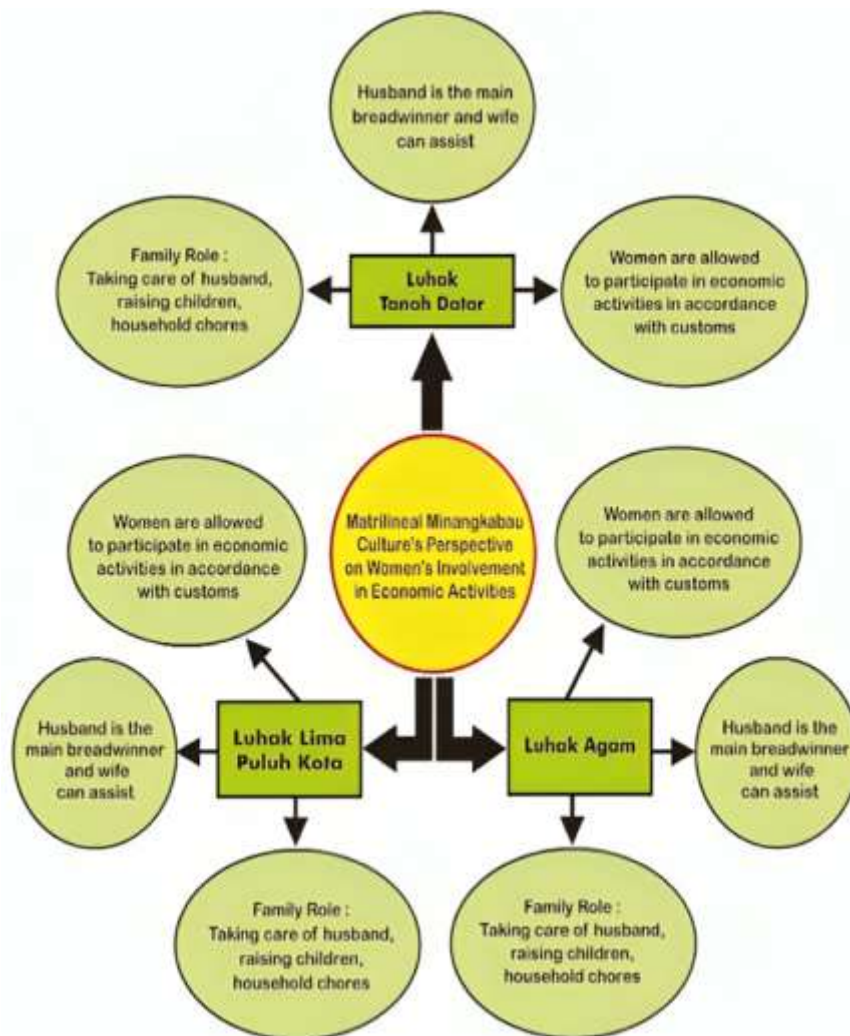 Husband is the main
breadwinner and wife
can assist
Family Role :
Taking care of husband,
raising children,
household chores
Luhak
Tanah Datar
Women are allowed
to participate in economic
activities in accordance
with customs
Women are allowed
to participate in economic
activities in accordance
with customs
Matrilineal Minangkabau
Culture's Perspective
on Women's Involvement
in Economic Activities
Women are allowed
to participate in economic
activities in accordance
with customs
Husband is the
main breadwinner
and wife
can assist
Luhak Lima
Puluh Kota
Luhak Agam
Husband is the
main breadwinner
and wife
can assist
Family Role :
Taking care of husband,
raising children,
household chores
Family Role :
Taking care of husband,
raising children,
household chores